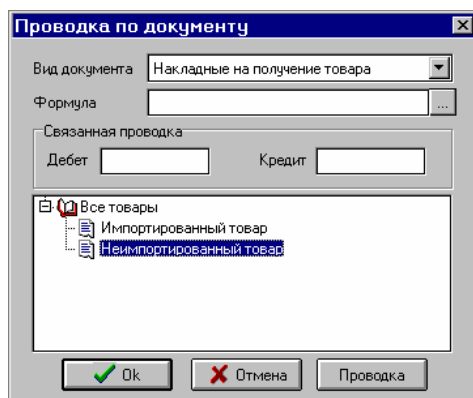 Проводка по документу
Вид документа Накладные на получение товара
Формула ...
Связанная проводка
Дебет Кредит
Все товары
Импортированный товар
Неимпортированный товар
Ok Отмена Проводка